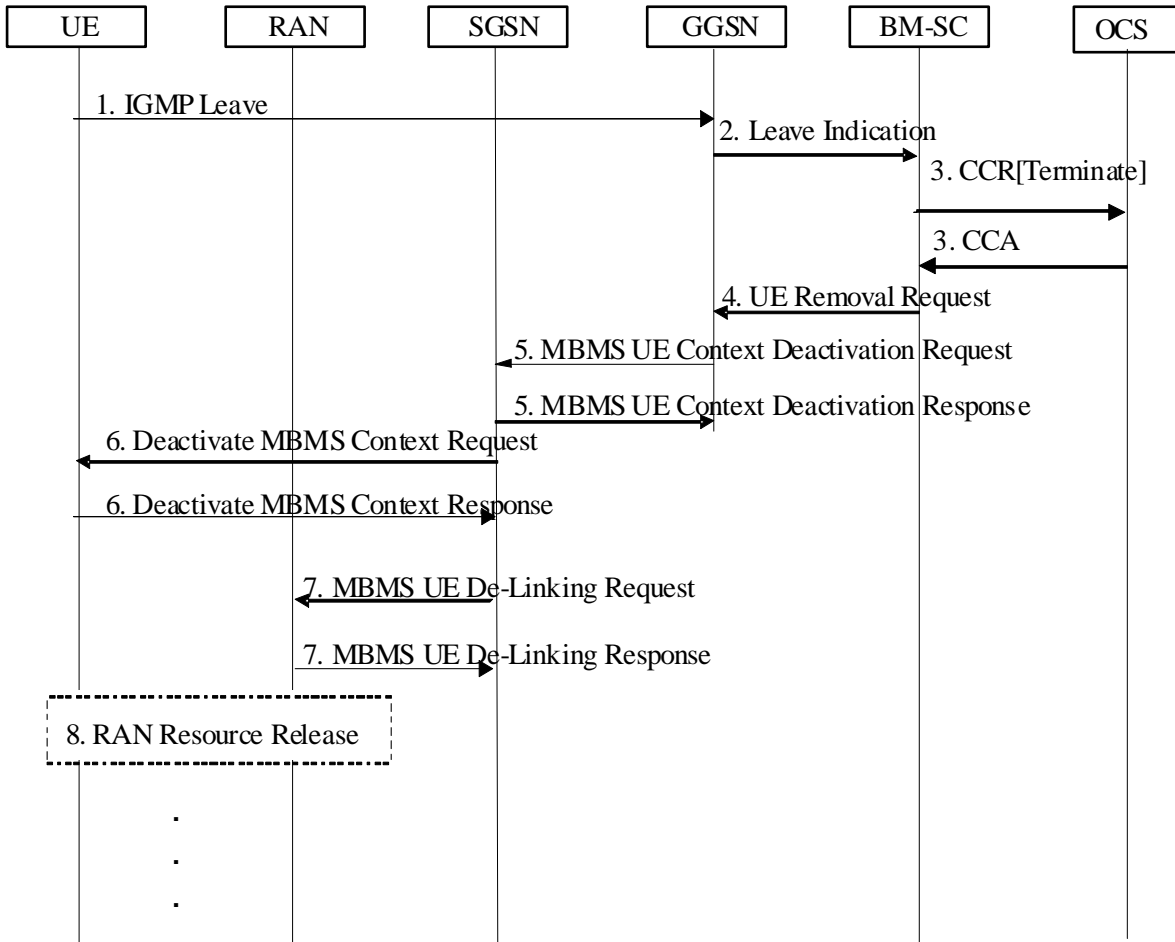 UE
RAN
SGSN
GGSN
BM-SC
OCS
1. IGMP Leave
2. Leave Indication
3. CCR[Terminate]
3. CCA
4. UE Removal Request
5. MBMS UE Context Deactivation Request
5. MBMS UE Context Deactivation Response
6. Deactivate MBMS Context Request
6. Deactivate MBMS Context Response
7. MBMS UE De-Linking Request
7. MBMS UE De-Linking Response
8. RAN Resource Release
.
.
.